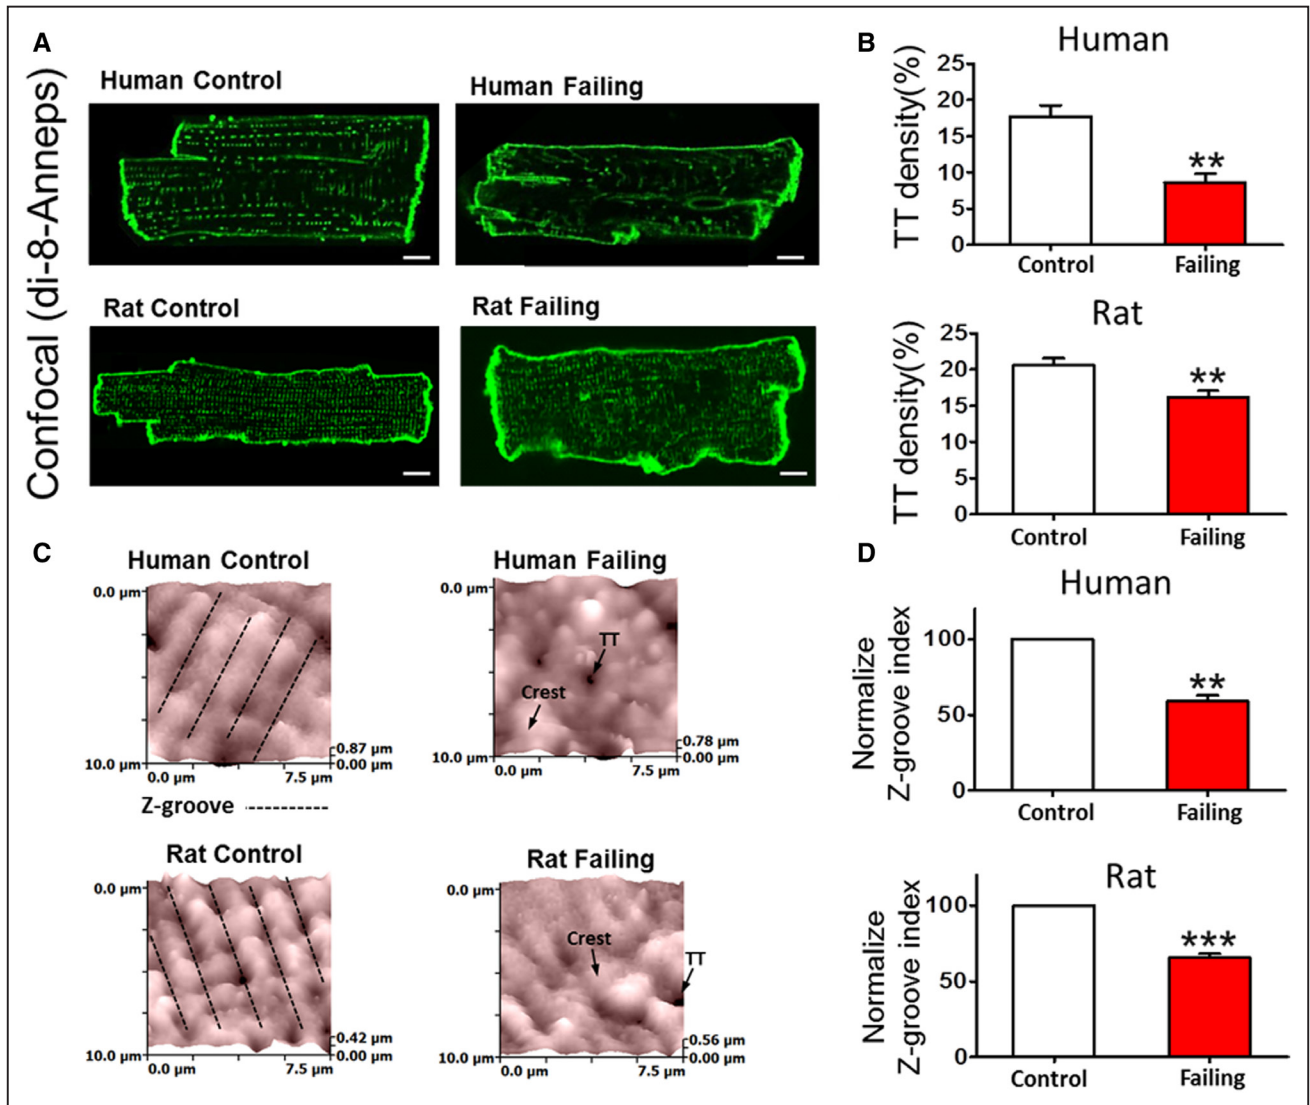 A
Confocal (di-8-Anneps)
Human Control
Human Failing
Rat Control
Rat Failing
B
Human
TT density(%)
25
20
15
10
5
0
**
Control
Failing
Rat
TT density(%)
25
20
15
10
5
0
**
Control
Failing
C
Human Control
0.0 µm
10.0 µm
0.0 µm
7.5 µm
0.87 µm
0.00 µm
Z-groove
Human Failing
0.0 µm
TT
Crest
10.0 µm
0.0 µm
7.5 µm
0.78 µm
0.00 µm
Rat Control
0.0 µm
10.0 µm
0.0 µm
7.5 µm
0.42 µm
0.00 µm
Rat Failing
0.0 µm
Crest
TT
10.0 µm
0.0 µm
7.5 µm
0.56 µm
0.00 µm
D
Human
Normalize
Z-groove index
100
50
0
**
Control
Failing
Rat
Normalize
Z-groove index
100
50
0
***
Control
Failing